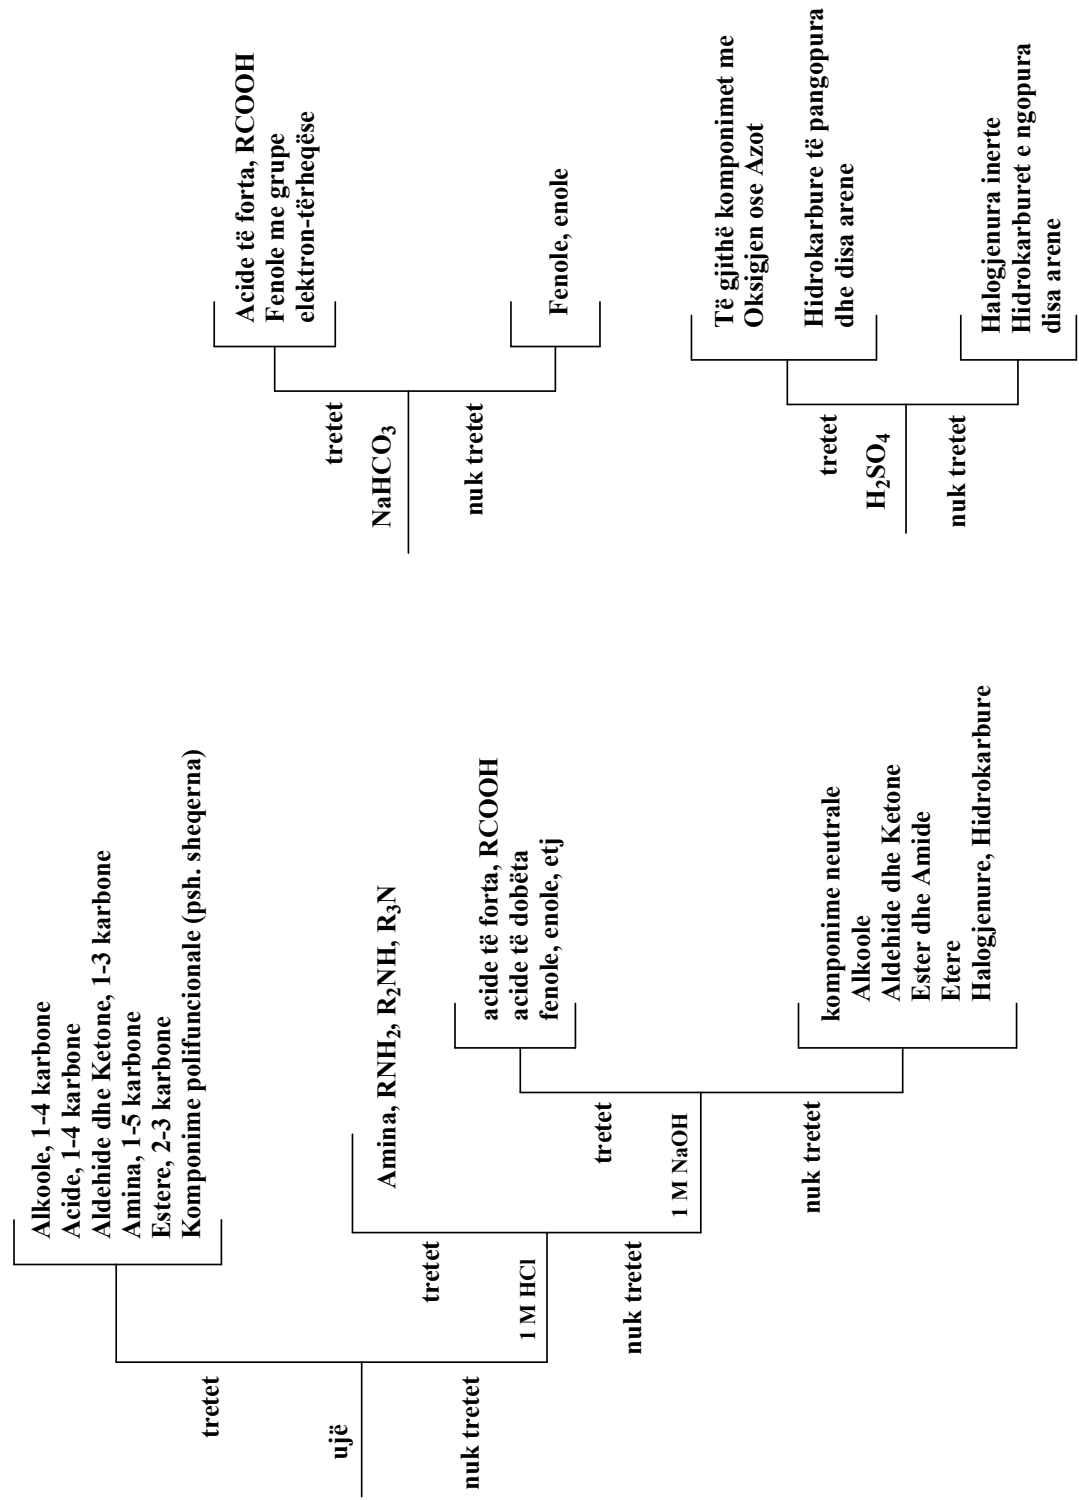 ujë
tretet
Alkoole, 1-4 karbone
Acide, 1-4 karbone
Aldehide dhe Ketone, 1-3 karbone
Amina, 1-5 karbone
Estere, 2-3 karbone
Komponime polifuncionale (psh. sheqerna)
nuk tretet
1 M HCl
tretet
Amina, RNH₂, R₂NH, R₃N
nuk tretet
1 M NaOH
tretet
acide të forta, RCOOH
acide të dobëta
fenole, enole, etj
nuk tretet
komponime neutrale
Alkoole
Aldehide dhe Ketone
Ester dhe Amide
Etere
Halogjenure, Hidrokarbure
NaHCO₃
tretet
Acide të forta, RCOOH
Fenole me grupe
elektron-tërheqëse
nuk tretet
Fenole, enole
H₂SO₄
tretet
Të gjithë komponimet me
Oksigjen ose Azot
Hidrokarbure të pangopura
dhe disa arene
nuk tretet
Halogjenura inerte
Hidrokarburet e ngopura
disa arene